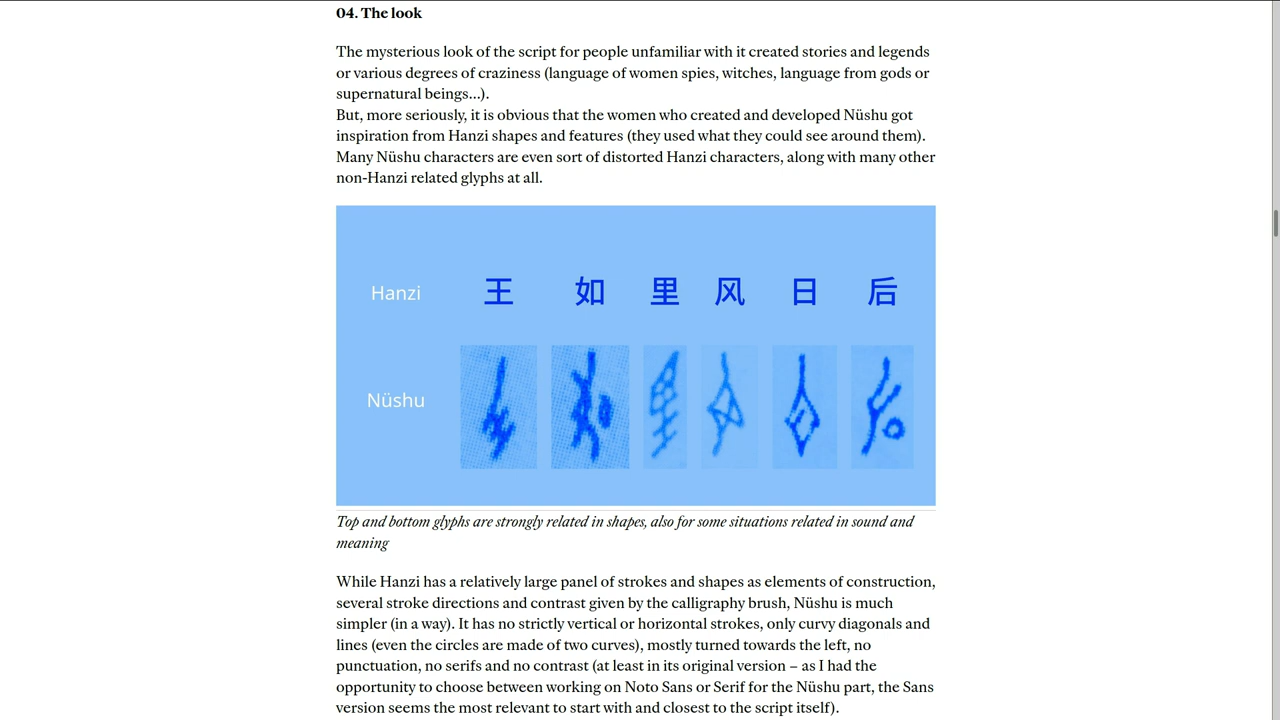 04. The look
The mysterious look of the script for people unfamiliar with it created stories and legends
or various degrees of craziness (language of women spies, witches, language from gods or
supernatural beings...).
But, more seriously, it is obvious that the women who created and developed Nüshu got
inspiration from Hanzi shapes and features (they used what they could see around them).
Many Nüshu characters are even sort of distorted Hanzi characters, along with many other
non-Hanzi related glyphs at all.
Hanzi 王 如 里 风 日 后
Nüshu
Top and bottom glyphs are strongly related in shapes, also for some situations related in sound and
meaning
While Hanzi has a relatively large panel of strokes and shapes as elements of construction,
several stroke directions and contrast given by the calligraphy brush, Nüshu is much
simpler (in a way). It has no strictly vertical or horizontal strokes, only curvy diagonals and
lines (even the circles are made of two curves), mostly turned towards the left, no
punctuation, no serifs and no contrast (at least in its original version – as I had the
opportunity to choose between working on Noto Sans or Serif for the Nüshu part, the Sans
version seems the most relevant to start with and closest to the script itself).